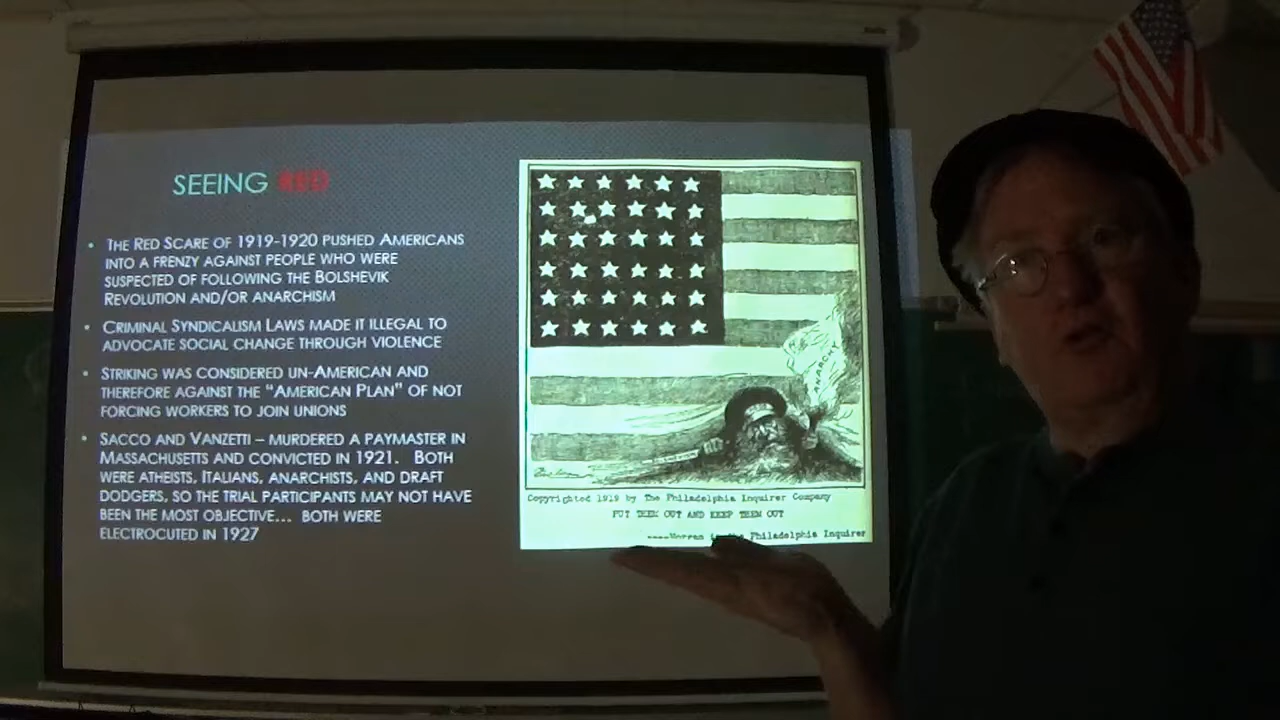 SEEING RED
THE RED SCARE OF 1919-1920 PUSHED AMERICANS
INTO A FRENZY AGAINST PEOPLE WHO WERE
SUSPECTED OF FOLLOWING THE BOLSHEVIK
REVOLUTION AND/OR ANARCHISM
CRIMINAL SYNDICALISM LAWS MADE IT ILLEGAL TO
ADVOCATE SOCIAL CHANGE THROUGH VIOLENCE
STRIKING WAS CONSIDERED UN-AMERICAN AND
THEREFORE AGAINST THE "AMERICAN PLAN" OF NOT
FORCING WORKERS TO JOIN UNIONS
SACCO AND VANZETTI – MURDERED A PAYMASTER IN
MASSACHUSETTS AND CONVICTED IN 1921. BOTH
WERE ATHEISTS, ITALIANS, ANARCHISTS, AND DRAFT
DODGERS, SO THE TRIAL PARTICIPANTS MAY NOT HAVE
BEEN THE MOST OBJECTIVE... BOTH WERE
ELECTROCUTED IN 1927
ANARCHY
Copyrighted 1919 by The Philadelphia Inquirer Company
PUT THEM OUT AND KEEP THEM OUT
----Morgan in the Philadelphia Inquirer